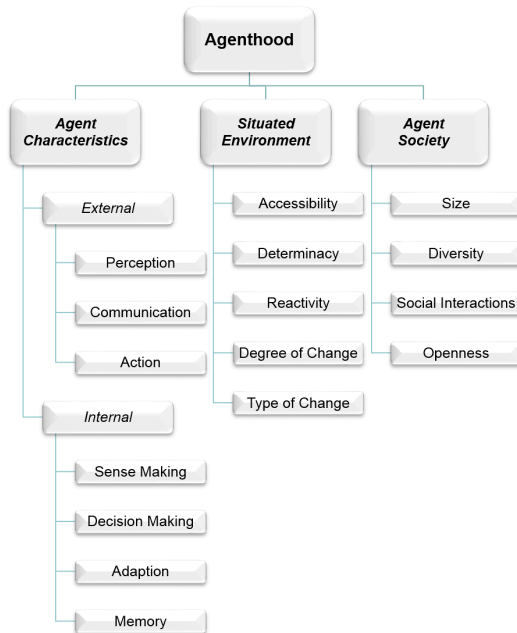 Agenthood
Agent
Characteristics
External
Perception
Communication
Action
Internal
Sense Making
Decision Making
Adaption
Memory
Situated
Environment
Accessibility
Determinacy
Reactivity
Degree of Change
Type of Change
Agent
Society
Size
Diversity
Social Interactions
Openness